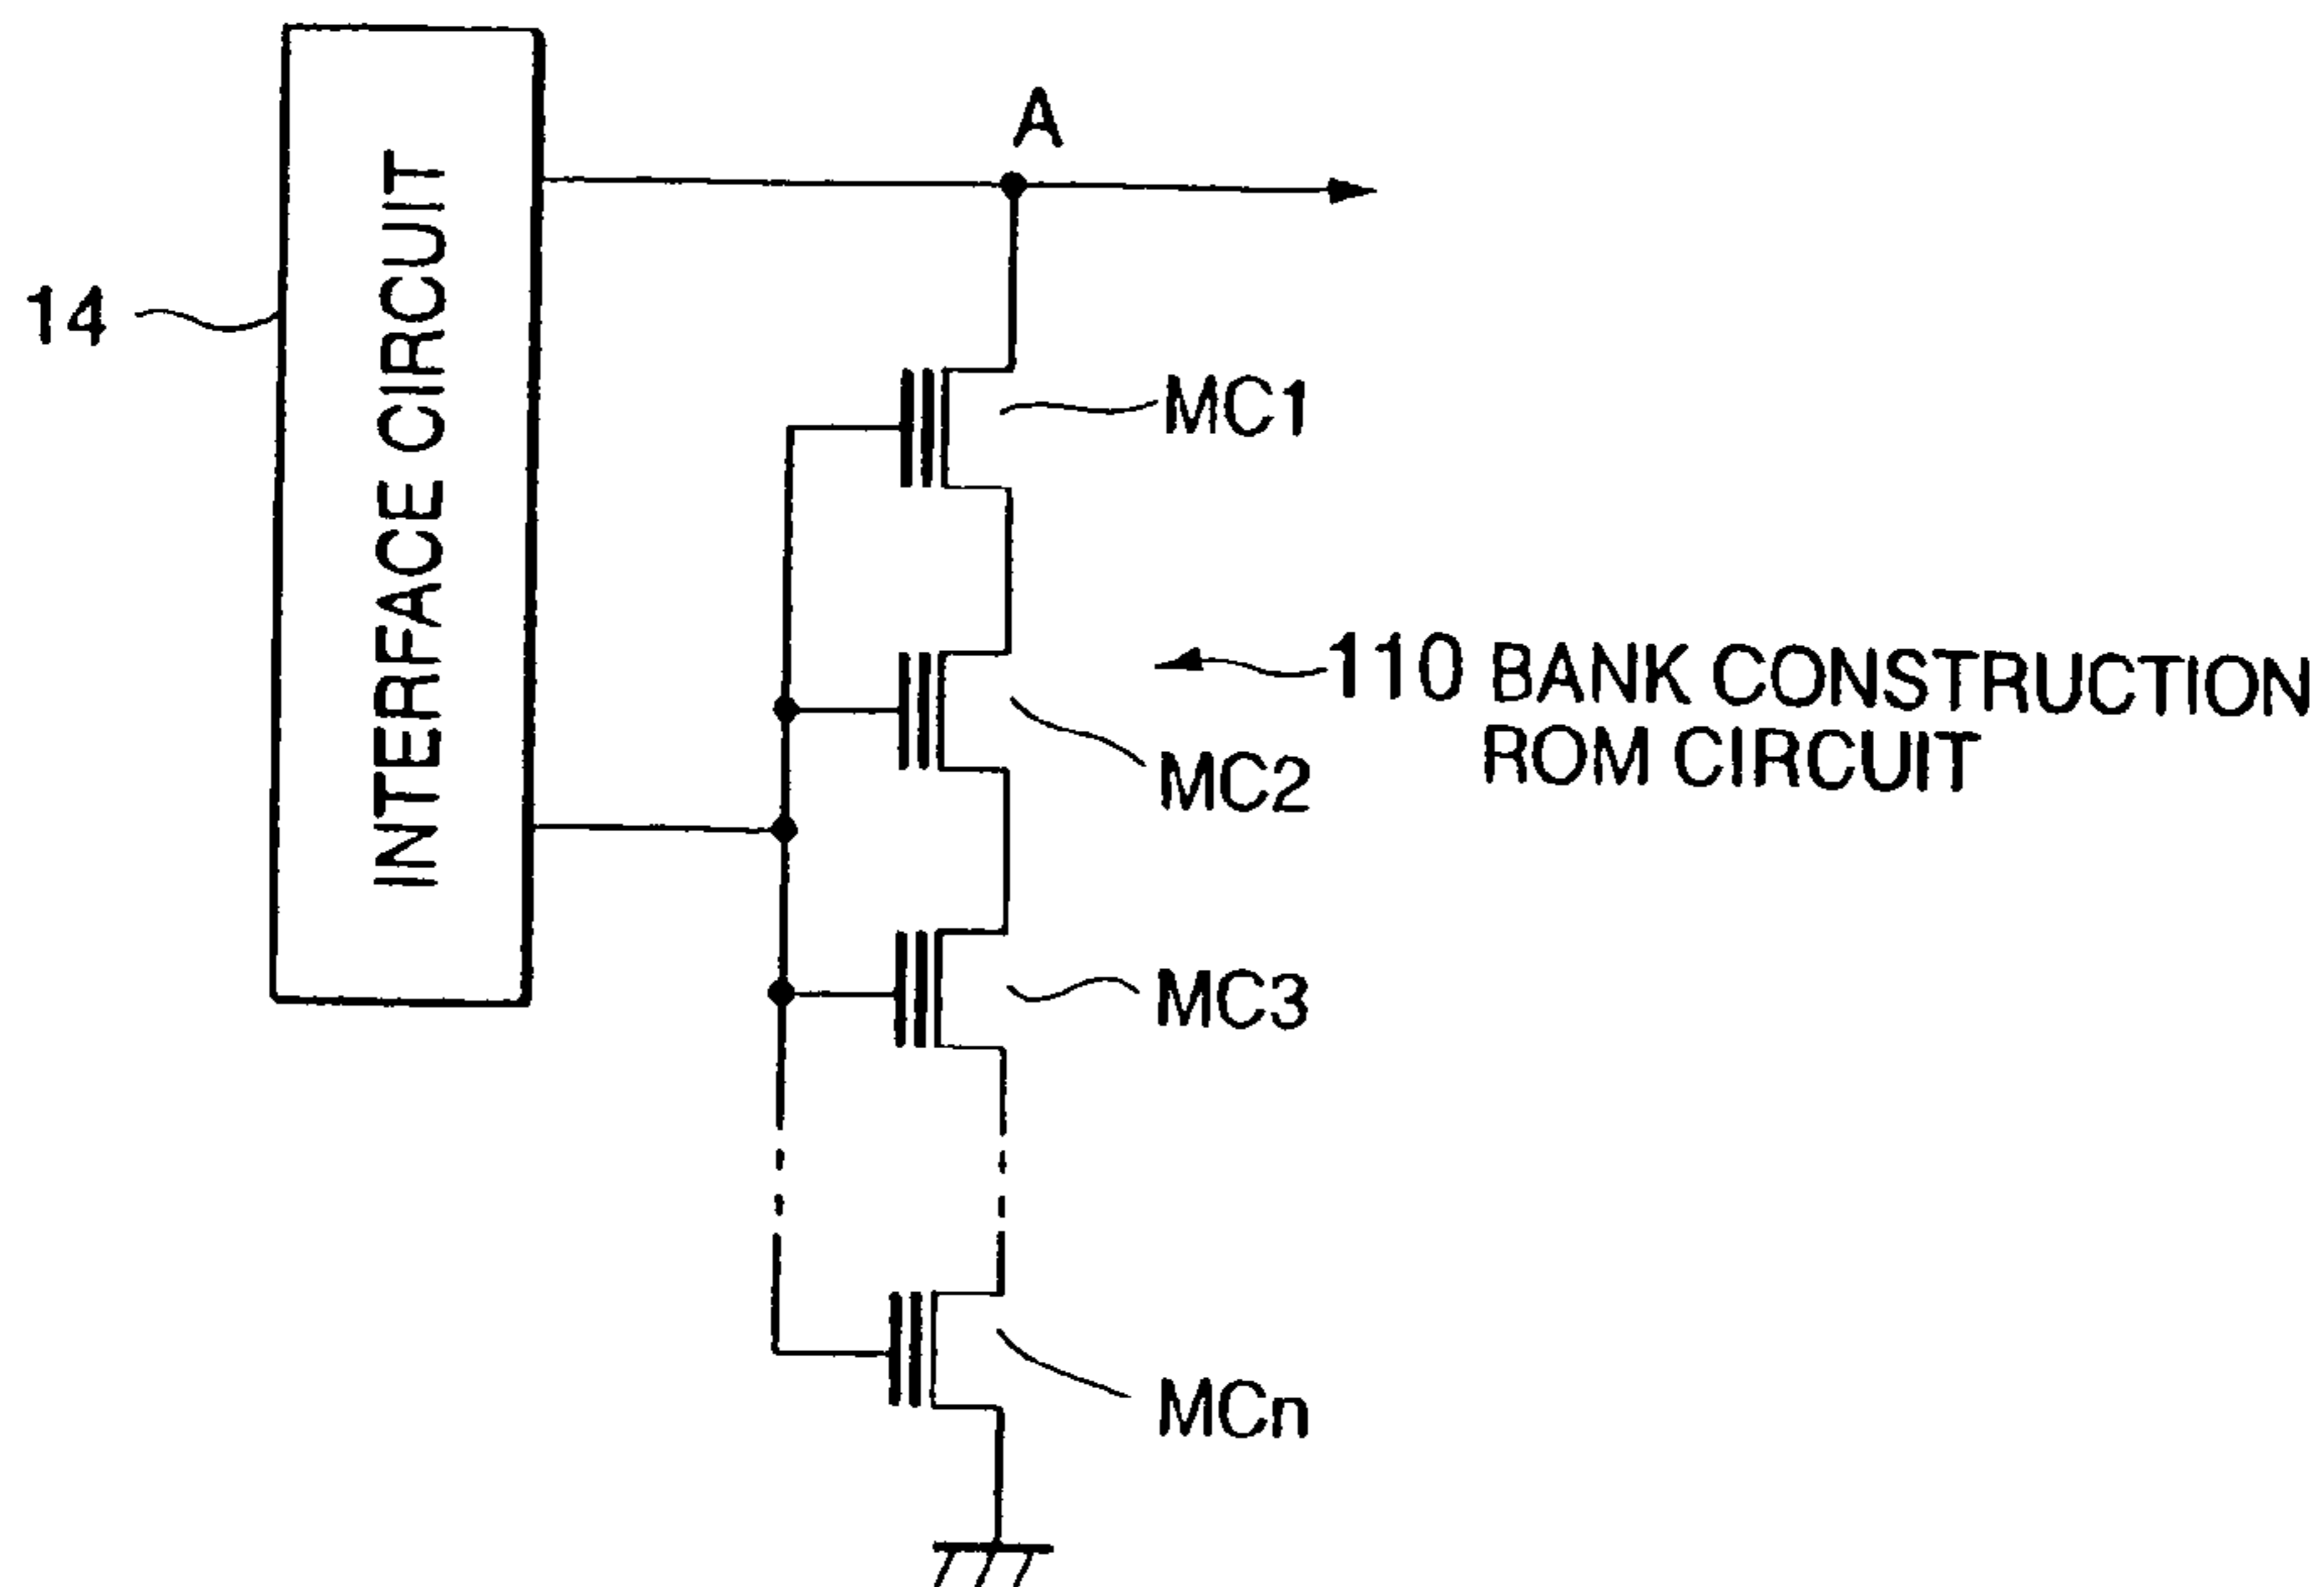 A
INTERFACE CIRCUIT
14
MC1
110 BANK CONSTRUCTION
ROM CIRCUIT
MC2
MC3
MCn